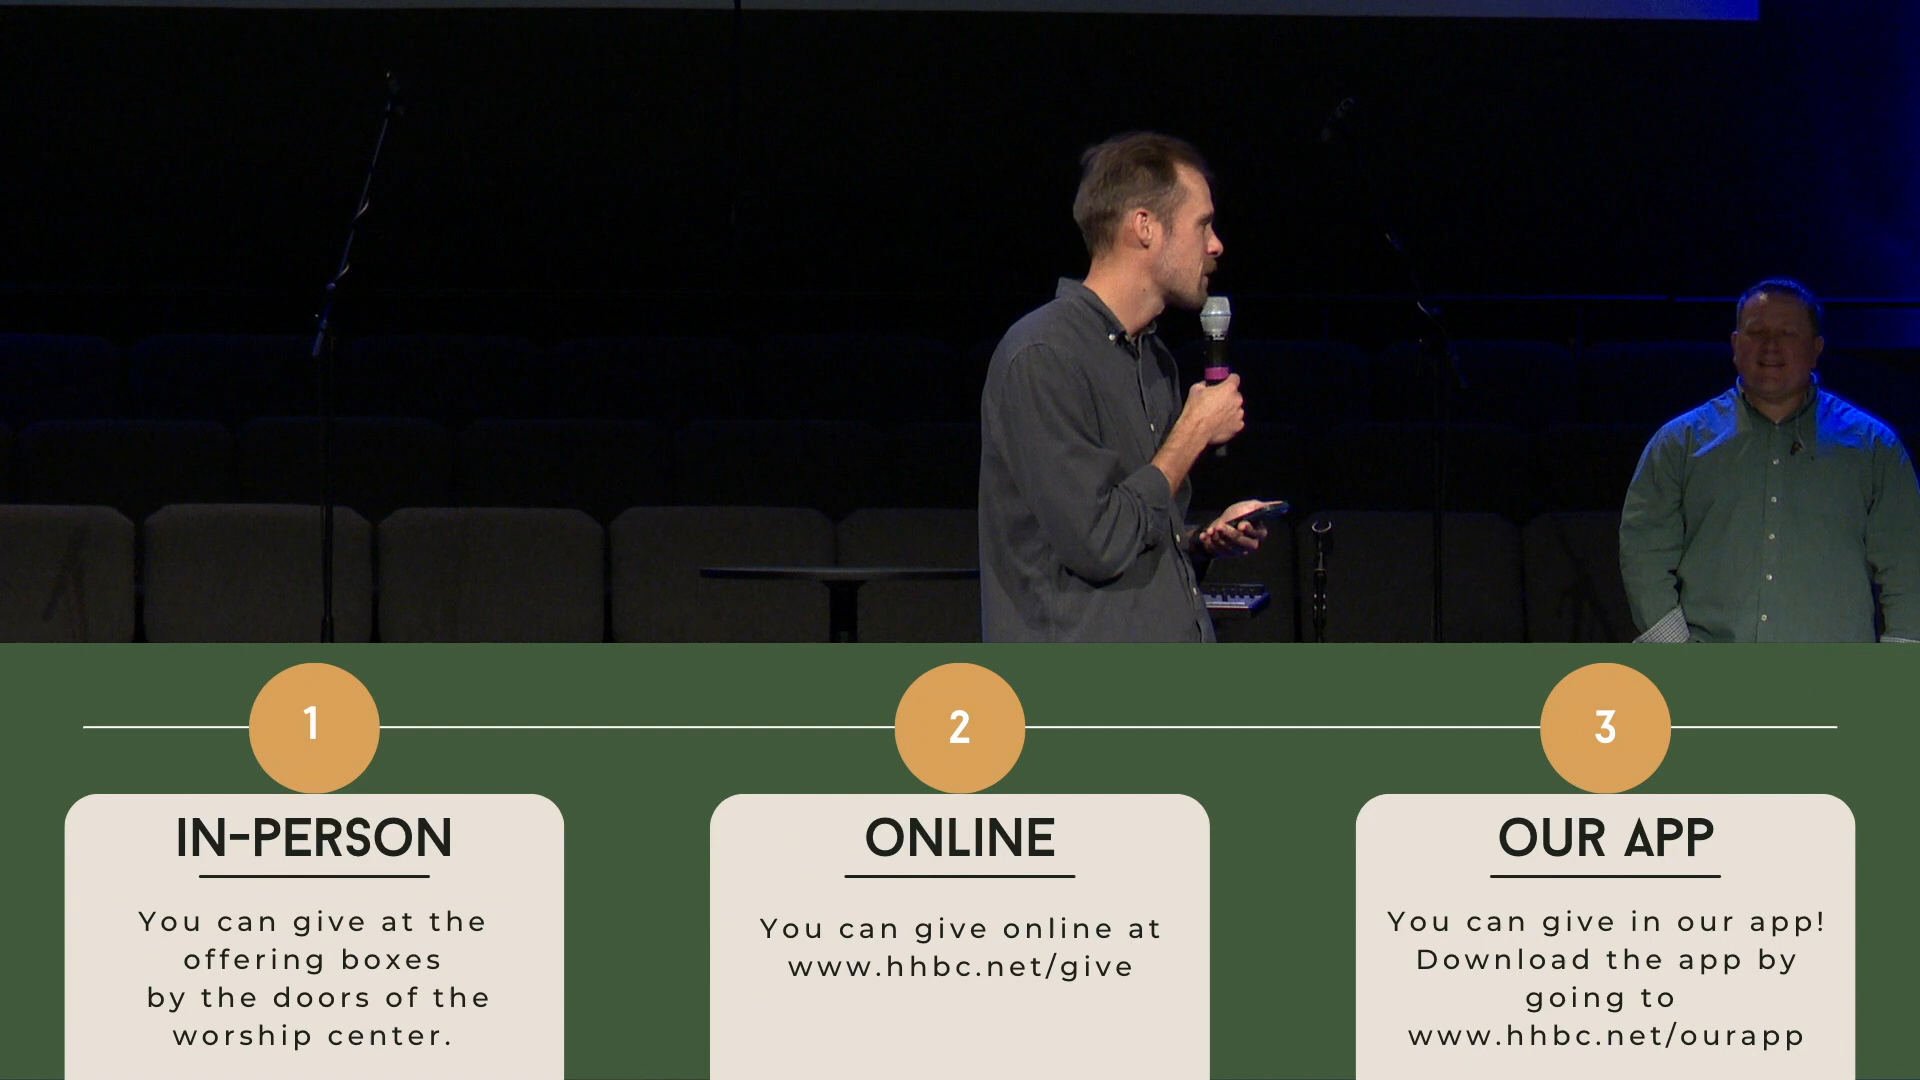 1
IN-PERSON
You can give at the
offering boxes
by the doors of the
worship center.
2
ONLINE
You can give online at
www.hhbc.net/give
3
OUR APP
You can give in our app!
Download the app by
going to
www.hhbc.net/ourapp